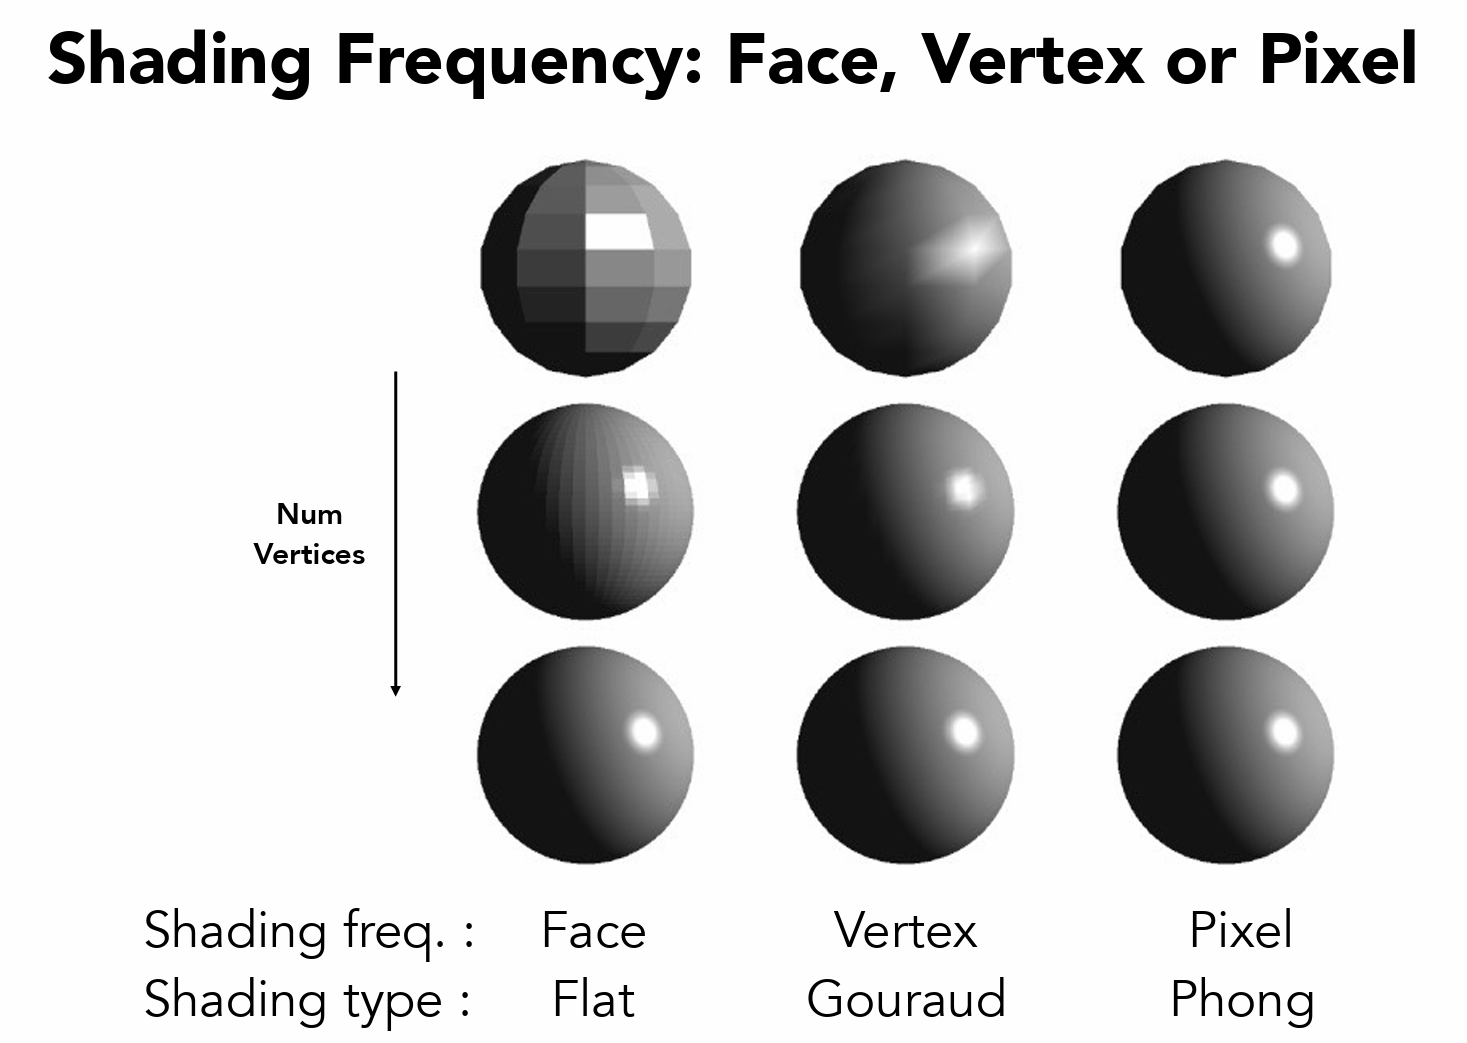 Shading Frequency: Face, Vertex or Pixel
Num
Vertices
Shading freq. : Face Vertex Pixel
Shading type : Flat Gouraud Phong